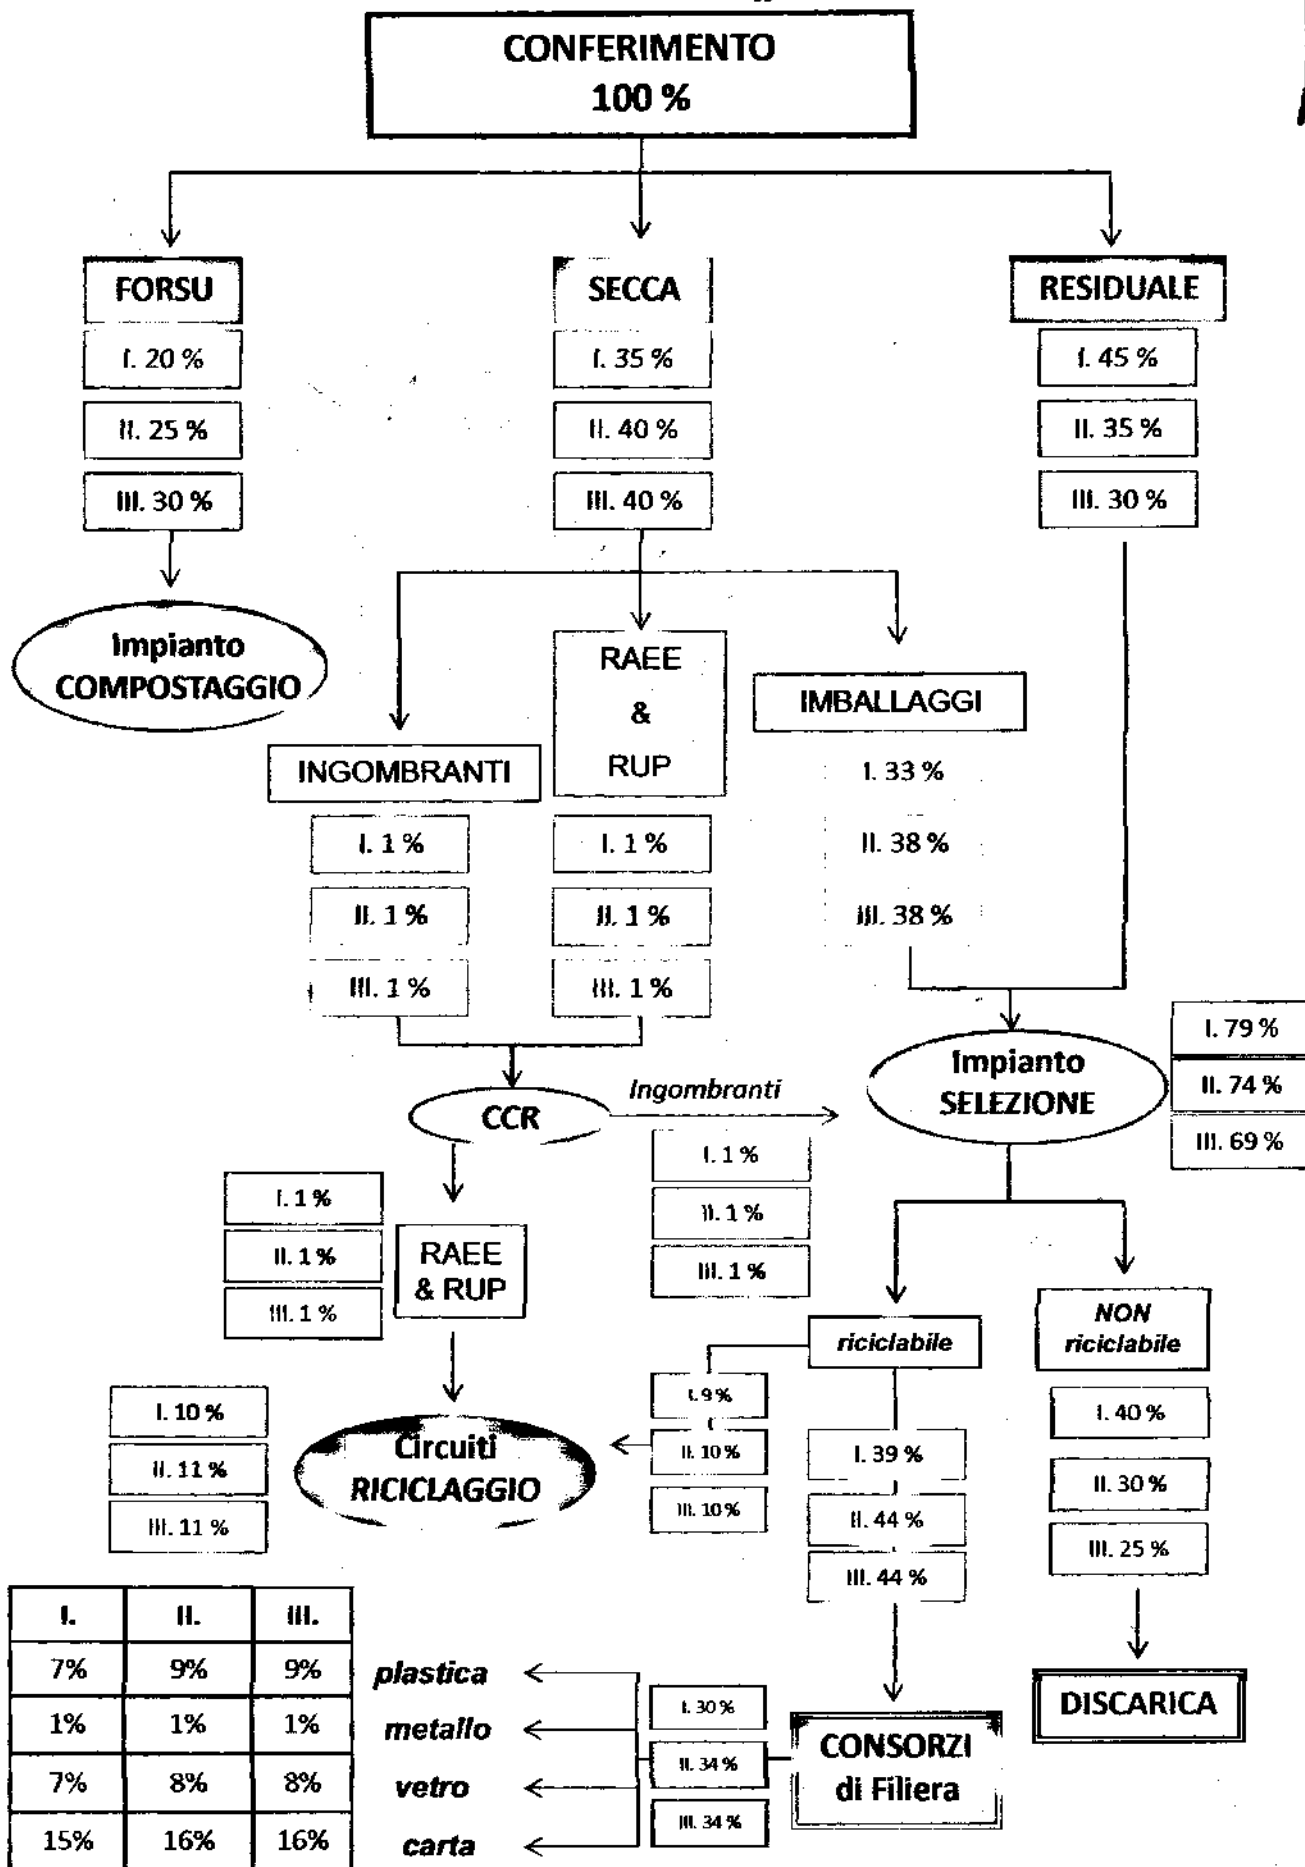 CONFERIMENTO
100 %
FORSU
I. 20 %
II. 25 %
III. 30 %
Impianto
COMPOSTAGGIO
SECCA
I. 35 %
II. 40 %
III. 40 %
RESIDUALE
I. 45 %
II. 35 %
III. 30 %
INGOMBRANTI
I. 1 %
II. 1 %
III. 1 %
RAEE
&
RUP
I. 1 %
II. 1 %
III. 1 %
IMBALLAGGI
I. 33 %
II. 38 %
III. 38 %
CCR
Ingombranti
I. 1 %
II. 1 %
III. 1 %
Impianto
SELEZIONE
I. 79 %
II. 74 %
III. 69 %
I. 1 %
II. 1 %
III. 1 %
RAEE
& RUP
riciclabile
NON
riciclabile
I. 10 %
II. 11 %
III. 11 %
Circuiti
RICICLAGGIO
I. 9 %
II. 10 %
III. 10 %
I. 39 %
II. 44 %
III. 44 %
I. 40 %
II. 30 %
III. 25 %
DISCARICA
CONSORZI
di Filiera
I. 30 %
II. 34 %
III. 34 %
I. II. III.
7% 9% 9% plastica
1% 1% 1% metallo
7% 8% 8% vetro
15% 16% 16% carta